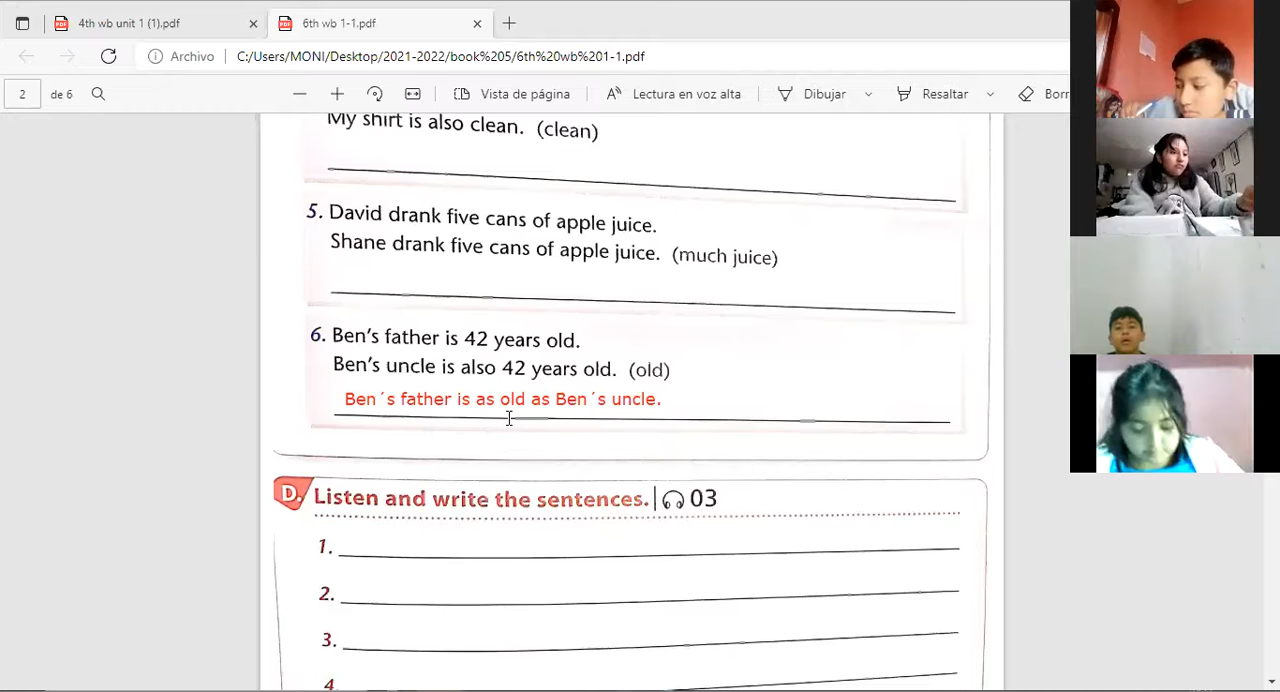 4th wb unit 1 (1).pdf
6th wb 1-1.pdf
Archivo
C:/Users/MONI/Desktop/2021-2022/book%205/6th%20wb%201-1.pdf
2 de 6
Vista de página
Lectura en voz alta
Dibujar
Resaltar
Borr
My shirt is also clean. (clean)
5. David drank five cans of apple juice.
Shane drank five cans of apple juice. (much juice)
6. Ben's father is 42 years old.
Ben's uncle is also 42 years old. (old)
Ben´s father is as old as Ben´s uncle.
D. Listen and write the sentences. 03
1.
2.
3.
4